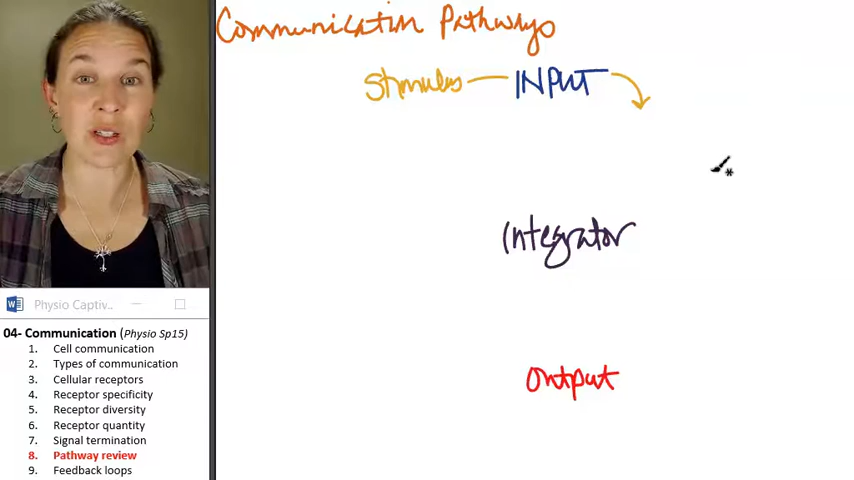 Communication Pathways
Stimulus — INPUT
Integrator
Output
Physio Captiv..
04- Communication (Physio Sp15)
1. Cell communication
2. Types of communication
3. Cellular receptors
4. Receptor specificity
5. Receptor diversity
6. Receptor quantity
7. Signal termination
8. Pathway review
9. Feedback loops